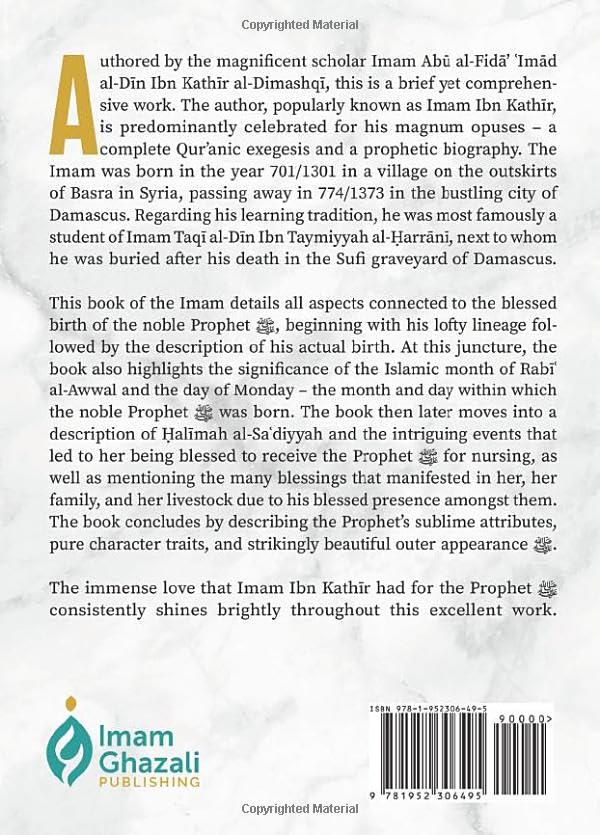 Copyrighted Material
Authored by the magnificent scholar Imam Abū al-Fidā’ ‘Imād
al-Dīn Ibn Kathīr al-Dimashqī, this is a brief yet comprehen-
sive work. The author, popularly known as Imam Ibn Kathīr,
is predominantly celebrated for his magnum opuses – a
complete Qur’anic exegesis and a prophetic biography. The
Imam was born in the year 701/1301 in a village on the outskirts
of Basra in Syria, passing away in 774/1373 in the bustling city of
Damascus. Regarding his learning tradition, he was most famously a
student of Imam Taqī al-Dīn Ibn Taymiyyah al-Ḥarrānī, next to whom
he was buried after his death in the Sufi graveyard of Damascus.
This book of the Imam details all aspects connected to the blessed
birth of the noble Prophet ﷺ, beginning with his lofty lineage fol-
lowed by the description of his actual birth. At this juncture, the
book also highlights the significance of the Islamic month of Rabī‘
al-Awwal and the day of Monday – the month and day within which
the noble Prophet ﷺ was born. The book then later moves into a
description of Ḥalīmah al-Sa‘diyyah and the intriguing events that
led to her being blessed to receive the Prophet ﷺ for nursing, as
well as mentioning the many blessings that manifested in her, her
family, and her livestock due to his blessed presence amongst them.
The book concludes by describing the Prophet’s sublime attributes,
pure character traits, and strikingly beautiful outer appearance ﷺ.
The immense love that Imam Ibn Kathīr had for the Prophet ﷺ
consistently shines brightly throughout this excellent work.
Imam
Ghazali
PUBLISHING
ISBN 978-1-952306-49-5
90000>
9 781952 306495
Copyrighted Material